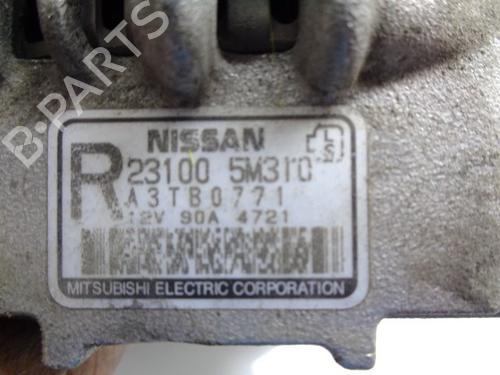 B-PARTS
NISSAN
R 23100 5M310
A3TB0771
12V 90A 4721
MITSUBISHI ELECTRIC CORPORATION